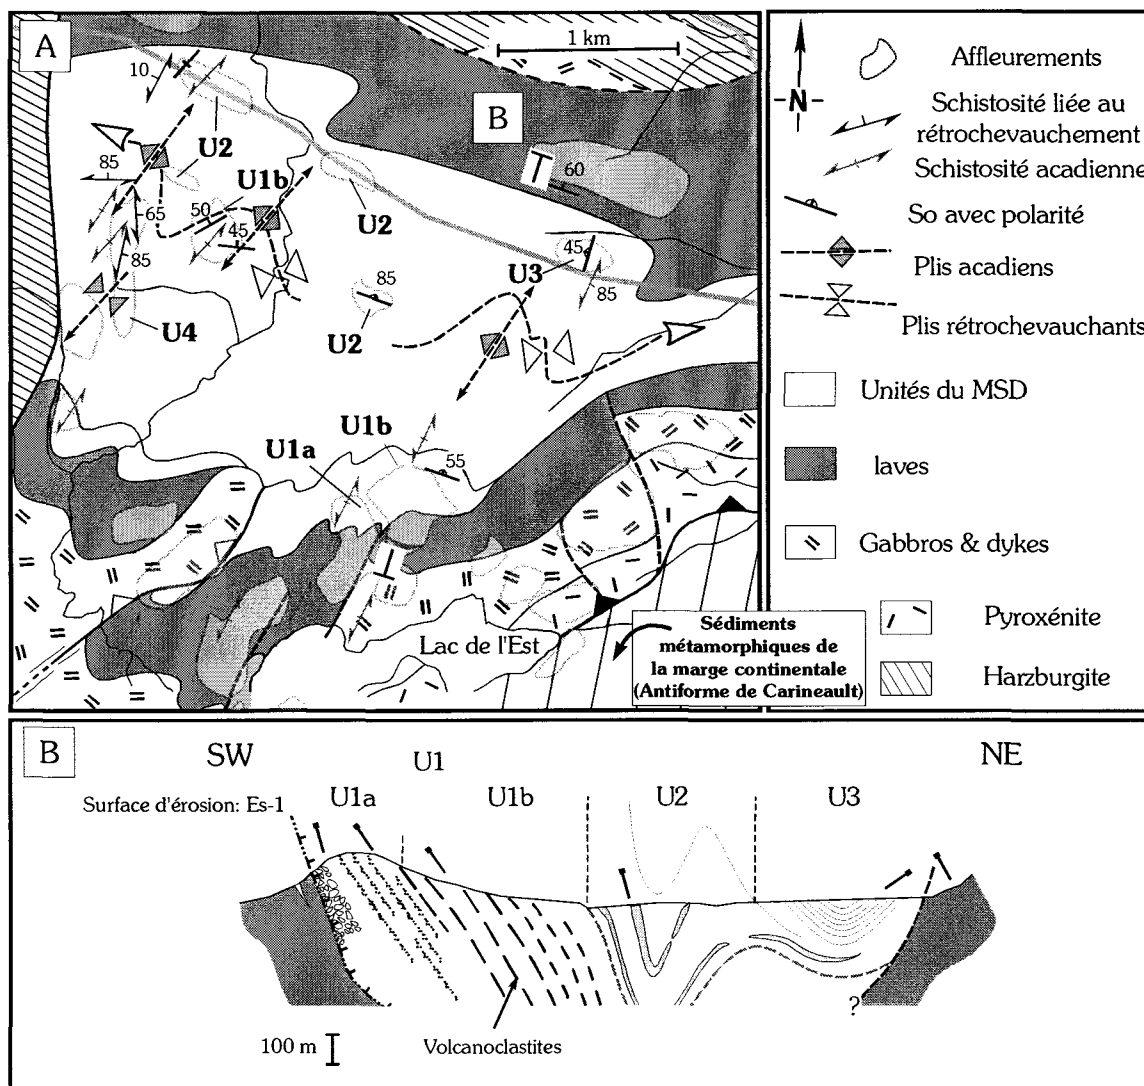 A
1 km
B
10
U2
85
U1b
65
50
45
U2
85
85
U2
U4
60
U3
45
85
U1b
U1a
55
Lac de l'Est
Sédiments
métamorphiques de
la marge continentale
(Antiforme de Carineault)
N
Affleurements
Schistosité liée au
rétrochevauchement
Schistosité acadienne
So avec polarité
Plis acadiens
Plis rétrochevauchants
Unités du MSD
laves
Gabbros & dykes
Pyroxénite
Harzburgite
B
SW
U1
NE
Surface d'érosion: Es-1
U1a
U1b
U2
U3
?
100 m
Volcanoclastites